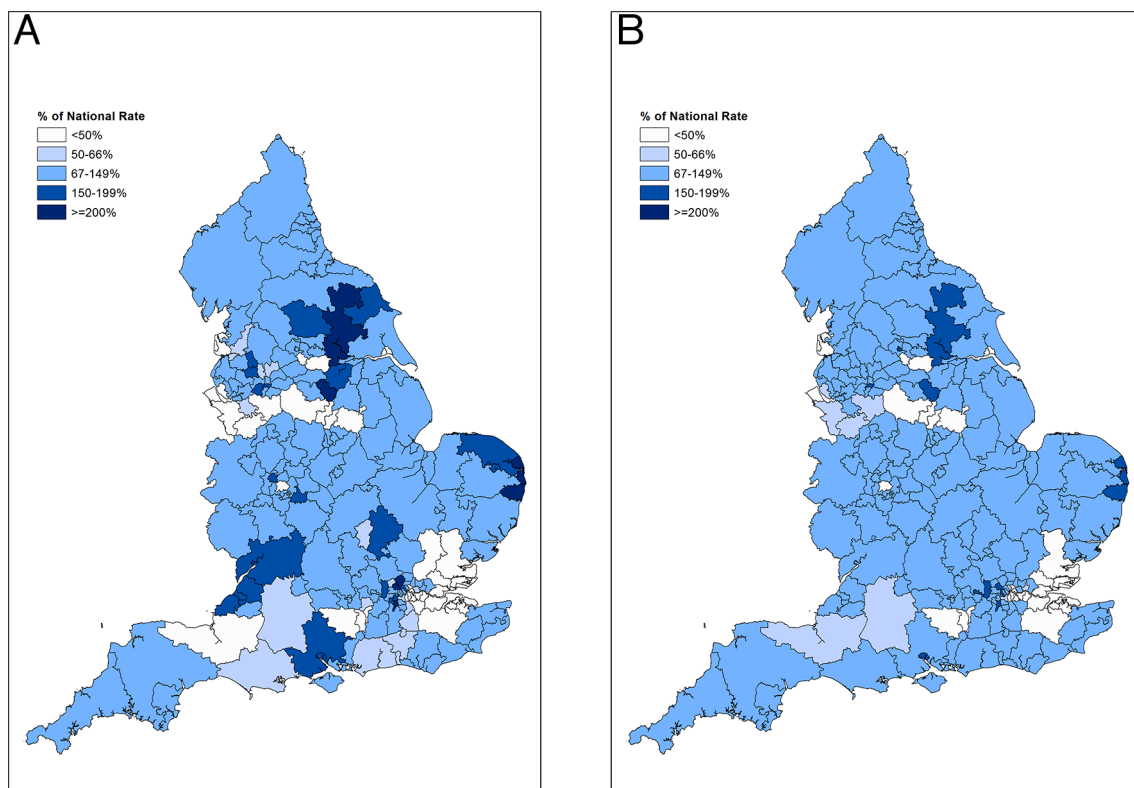 A
% of National Rate
<50%
50-66%
67-149%
150-199%
>=200%
B
% of National Rate
<50%
50-66%
67-149%
150-199%
>=200%